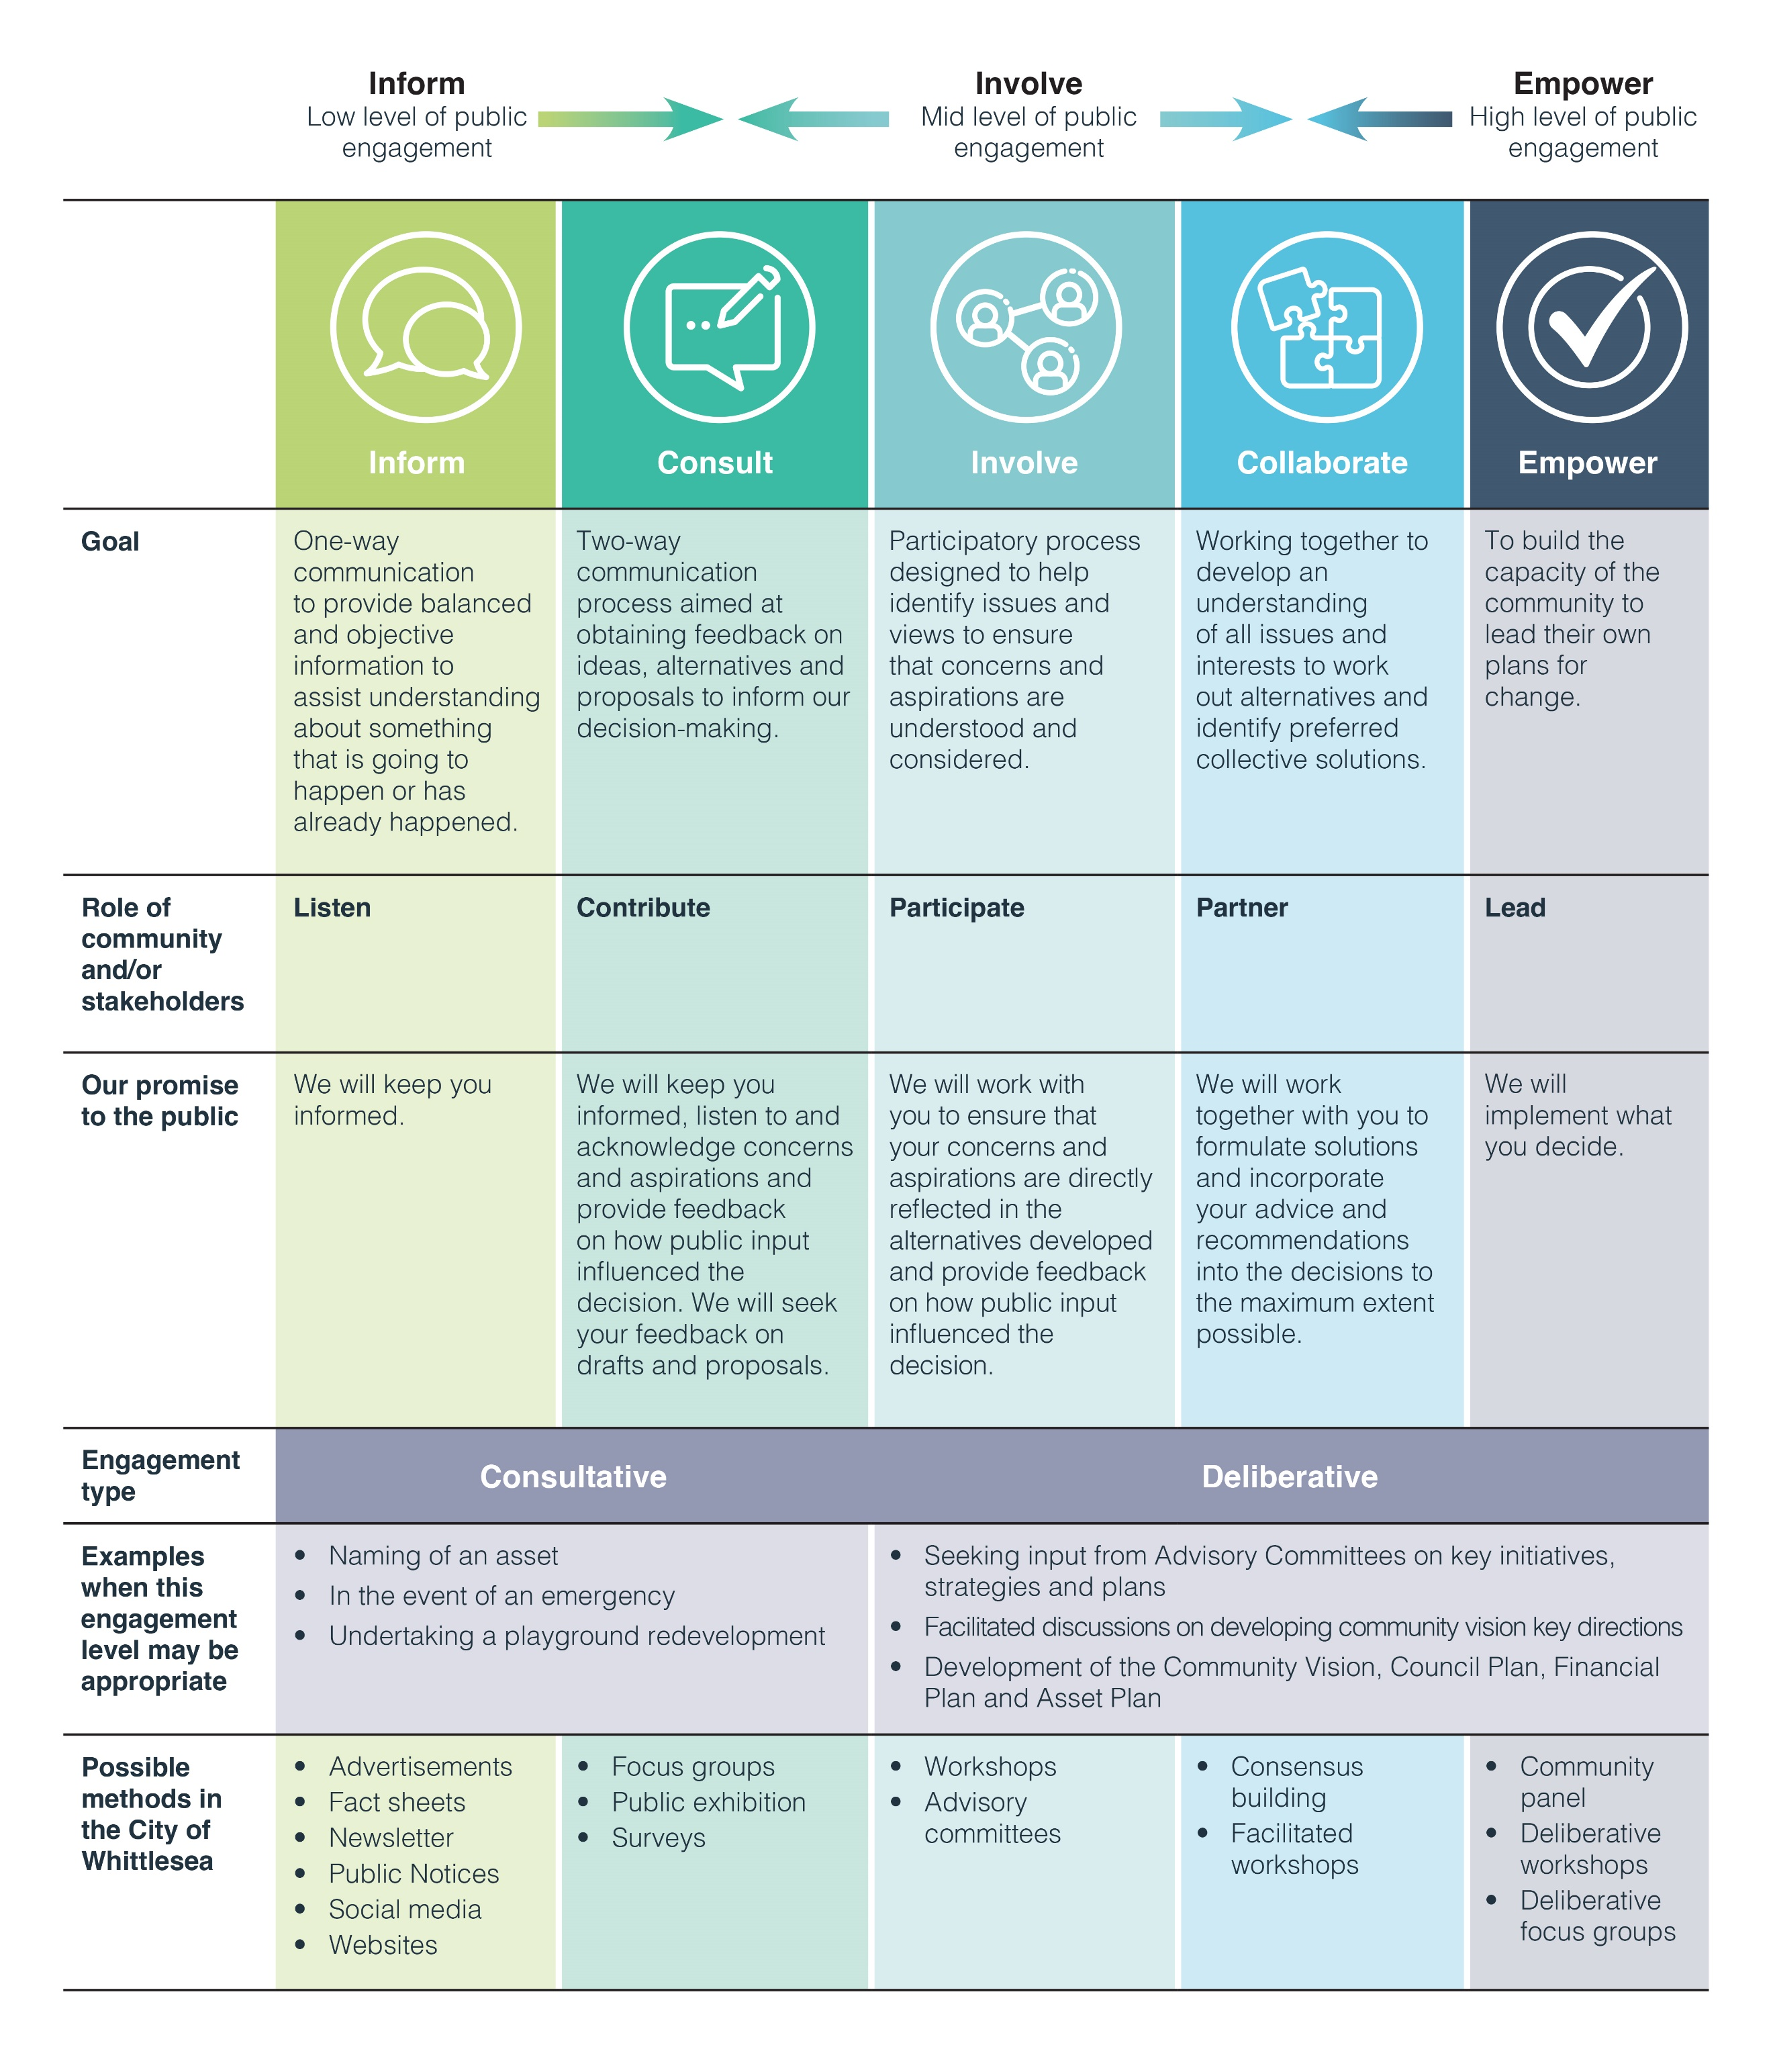 Inform
Low level of public
engagement
Involve
Mid level of public
engagement
Empower
High level of public
engagement
Inform
Consult
Involve
Collaborate
Empower
Goal
One-way
communication
to provide balanced
and objective
information to
assist understanding
about something
that is going to
happen or has
already happened.
Two-way
communication
process aimed at
obtaining feedback on
ideas, alternatives and
proposals to inform our
decision-making.
Participatory process
designed to help
identify issues and
views to ensure
that concerns and
aspirations are
understood and
considered.
Working together to
develop an
understanding
of all issues and
interests to work
out alternatives and
identify preferred
collective solutions.
To build the
capacity of the
community to
lead their own
plans for
change.
Role of
community
and/or
stakeholders
Listen
Contribute
Participate
Partner
Lead
Our promise
to the public
We will keep you
informed.
We will keep you
informed, listen to and
acknowledge concerns
and aspirations and
provide feedback
on how public input
influenced the
decision. We will seek
your feedback on
drafts and proposals.
We will work with
you to ensure that
your concerns and
aspirations are directly
reflected in the
alternatives developed
and provide feedback
on how public input
influenced the
decision.
We will work
together with you to
formulate solutions
and incorporate
your advice and
recommendations
into the decisions to
the maximum extent
possible.
We will
implement what
you decide.
Engagement
type
Consultative
Deliberative
Examples
when this
engagement
level may be
appropriate
• Naming of an asset
• In the event of an emergency
• Undertaking a playground redevelopment
• Seeking input from Advisory Committees on key initiatives,
strategies and plans
• Facilitated discussions on developing community vision key directions
• Development of the Community Vision, Council Plan, Financial
Plan and Asset Plan
Possible
methods in
the City of
Whittlesea
• Advertisements
• Fact sheets
• Newsletter
• Public Notices
• Social media
• Websites
• Focus groups
• Public exhibition
• Surveys
• Workshops
• Advisory
committees
• Consensus
building
• Facilitated
workshops
• Community
panel
• Deliberative
workshops
• Deliberative
focus groups